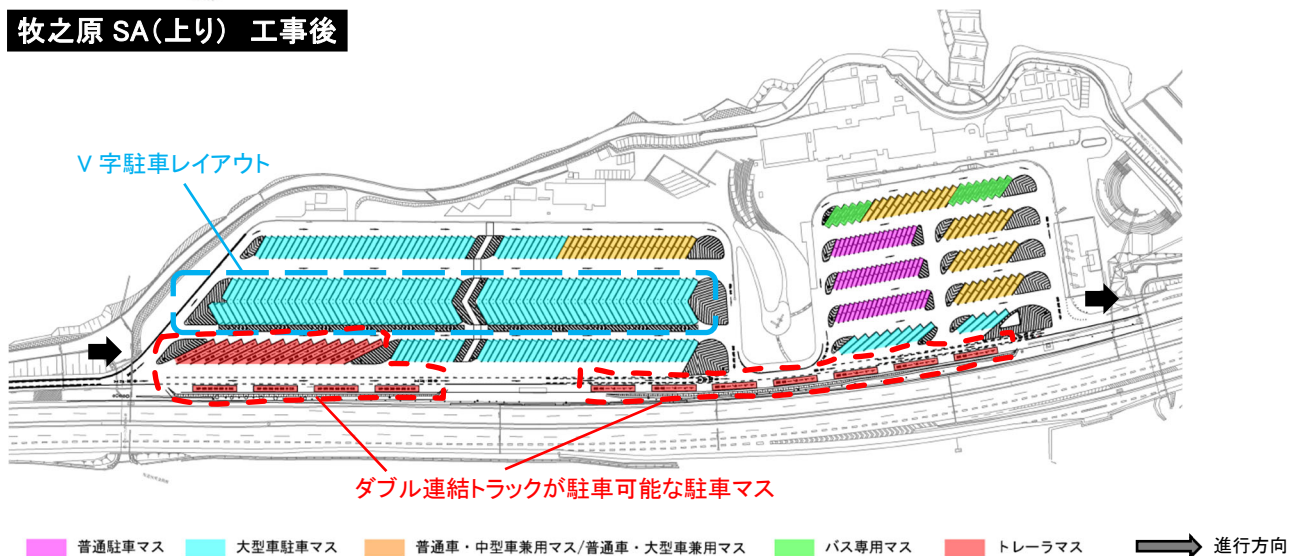 牧之原 SA(上り) 工事後
V 字駐車レイアウト
ダブル連結トラックが駐車可能な駐車マス
普通駐車マス
大型車駐車マス
普通車・中型車兼用マス/普通車・大型車兼用マス
バス専用マス
トレーラマス
進行方向